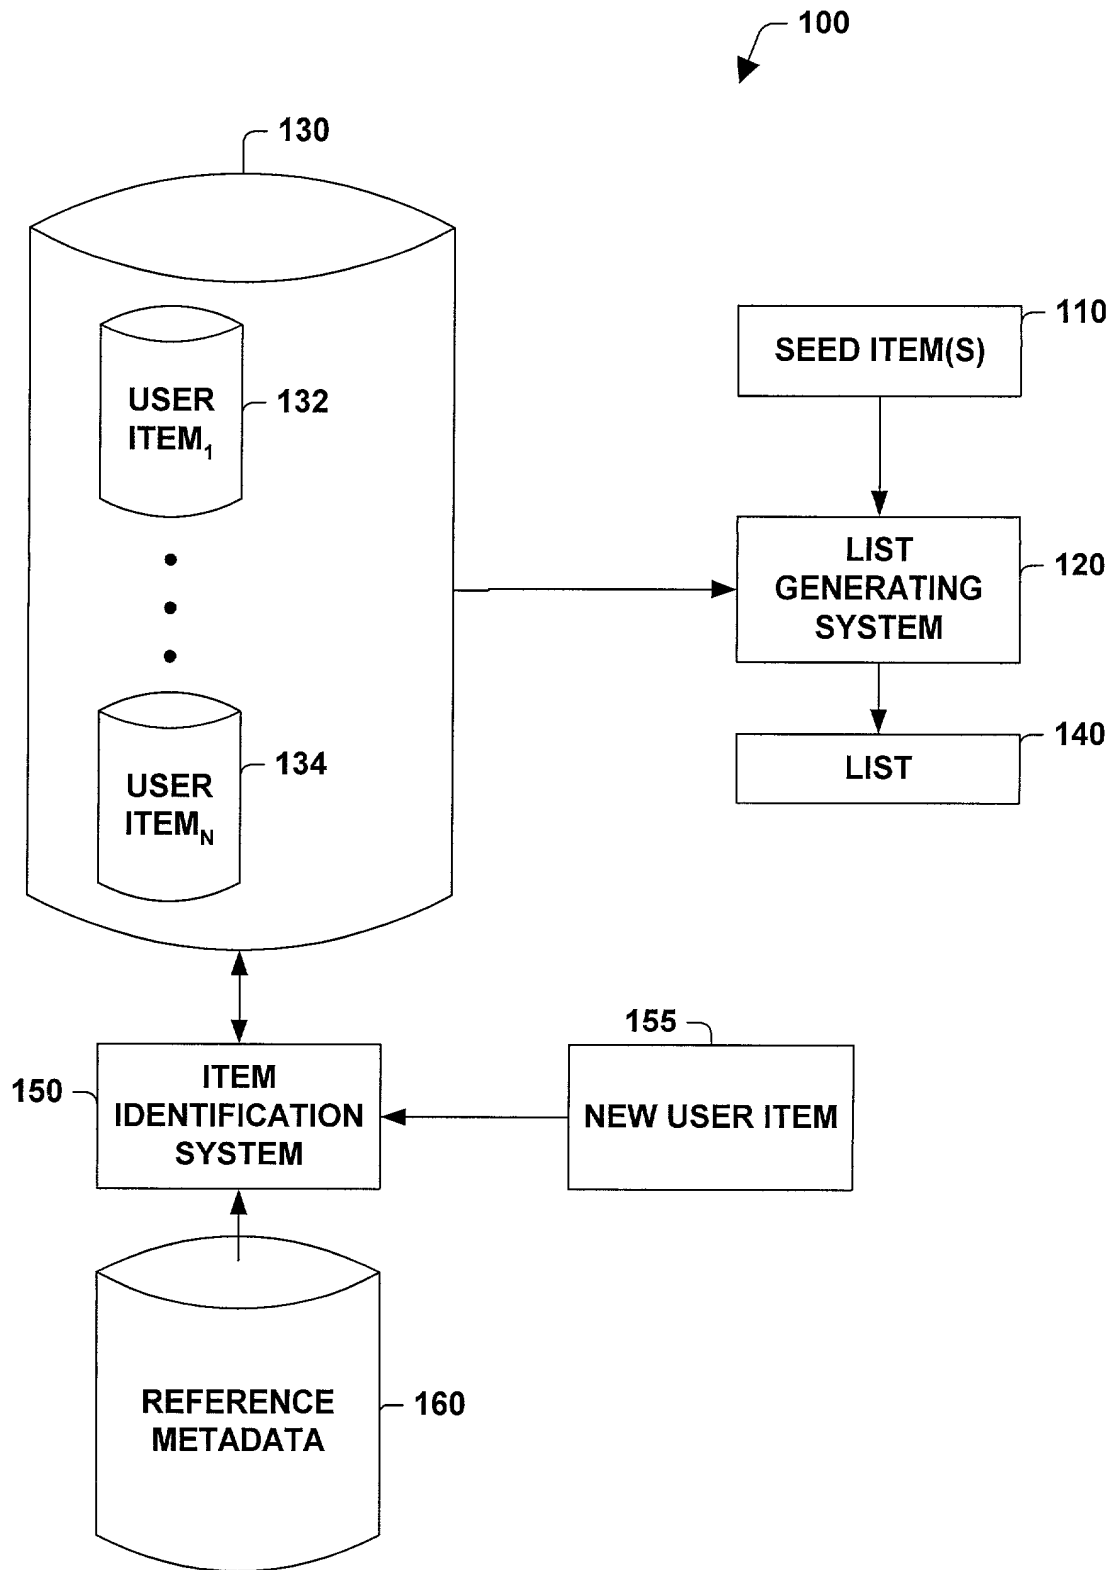 100
130
110
SEED ITEM(S)
USER
ITEM₁
132
LIST
GENERATING
SYSTEM
120
134
USER
ITEM_N
140
LIST
155
150
ITEM
IDENTIFICATION
SYSTEM
NEW USER ITEM
REFERENCE
METADATA
160